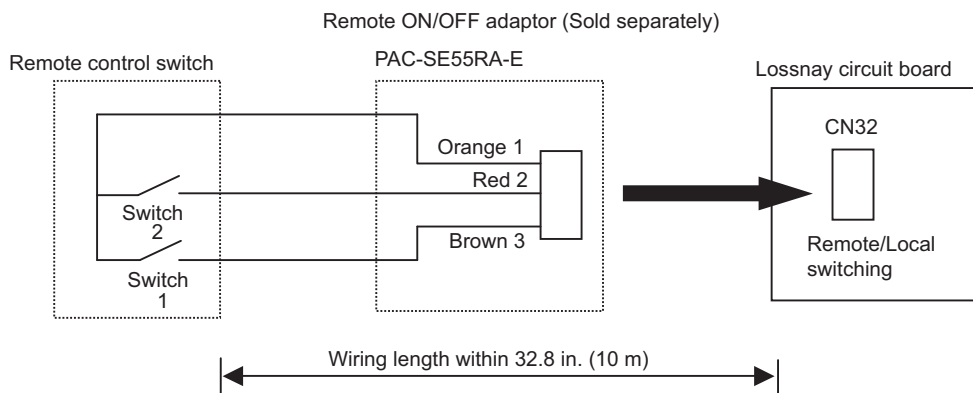 Remote ON/OFF adaptor (Sold separately)
Remote control switch
PAC-SE55RA-E
Lossnay circuit board
Orange 1
Red 2
Brown 3
Switch
2
Switch
1
CN32
Remote/Local
switching
Wiring length within 32.8 in. (10 m)